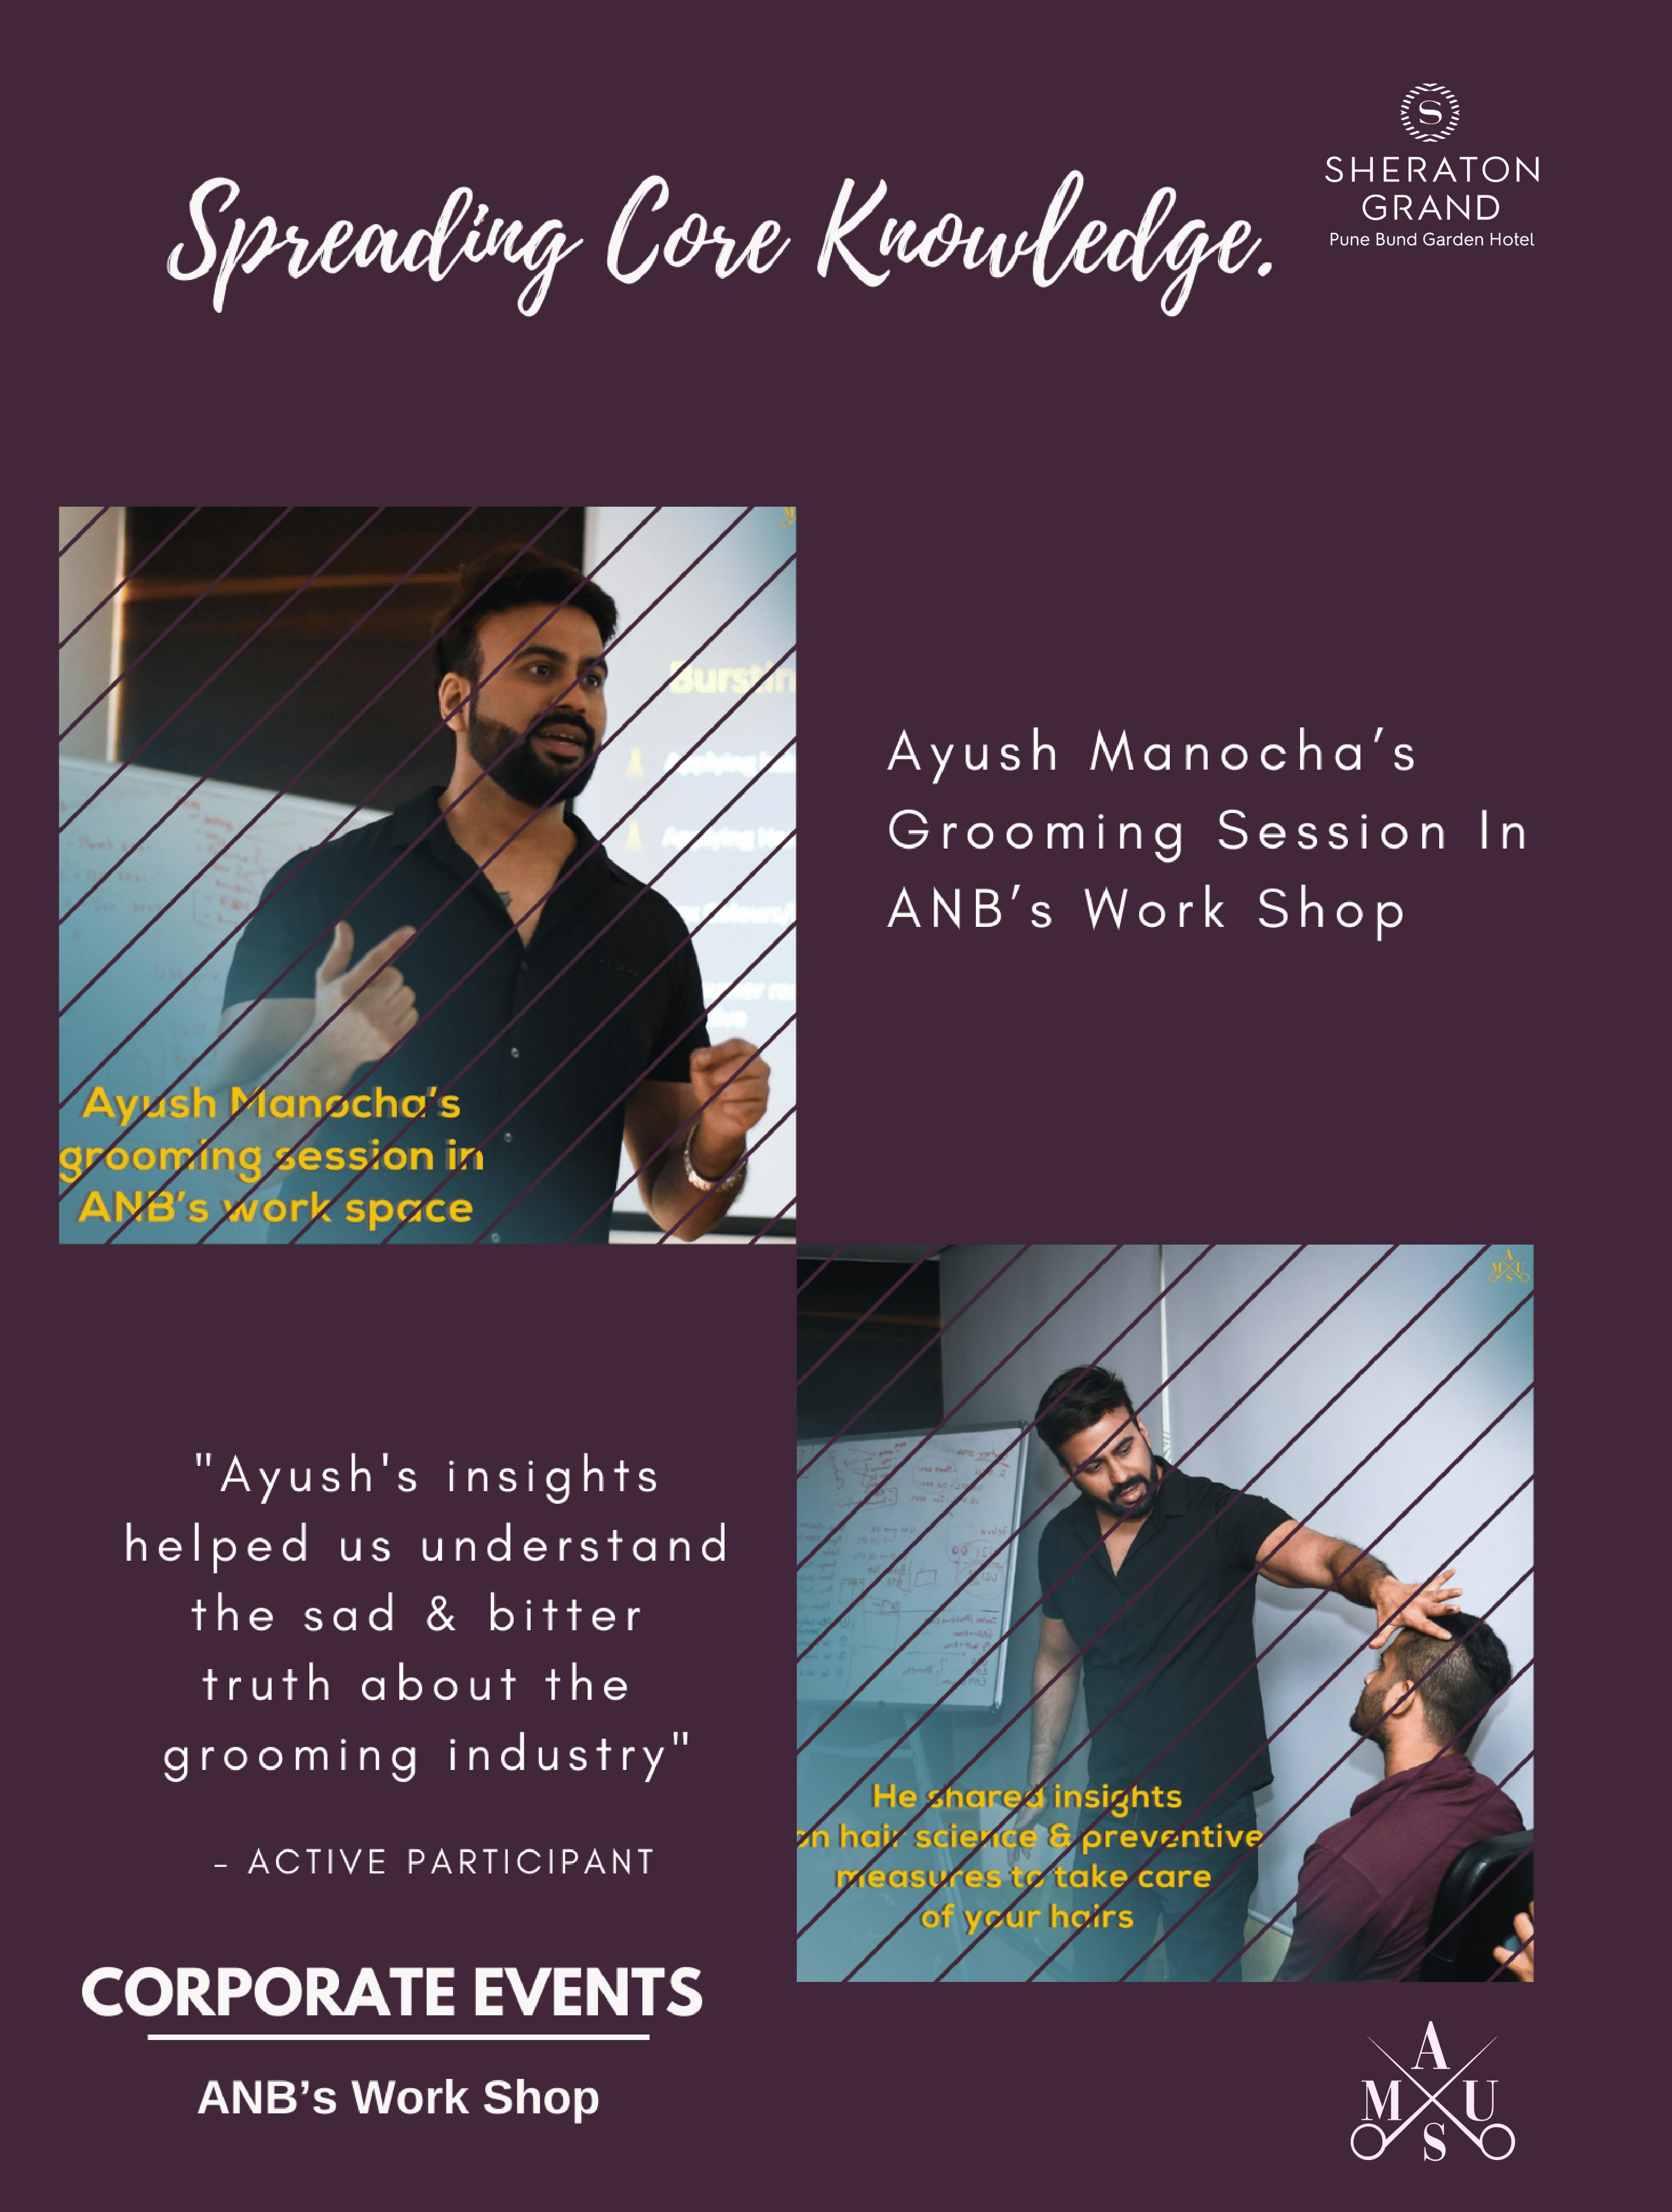 Spreading Core Knowledge.
S
SHERATON
GRAND
Pune Bund Garden Hotel
Burstin
Applying
Applying
Ayush Manocha's
grooming session in
ANB's work space
Ayush Manocha's
Grooming Session In
ANB's Work Shop
"Ayush's insights
helped us understand
the sad & bitter
truth about the
grooming industry"
- ACTIVE PARTICIPANT
A
M U
S
He shared insights
on hair science & preventive
measures to take care
of your hairs
CORPORATE EVENTS
ANB's Work Shop
A
M U
S